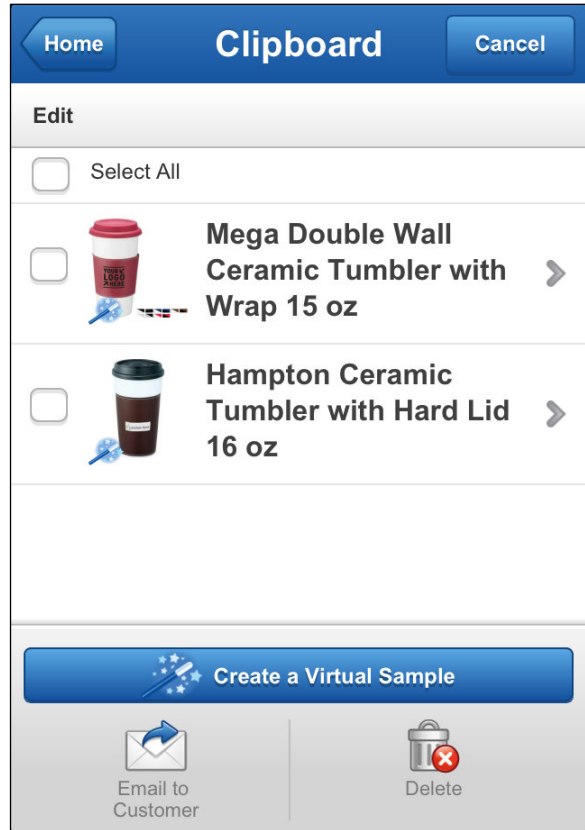 Home
Clipboard
Cancel
Edit
Select All
Mega Double Wall
Ceramic Tumbler with
Wrap 15 oz
YOUR
LOGO
HERE
Hampton Ceramic
Tumbler with Hard Lid
16 oz
Create a Virtual Sample
Email to
Customer
Delete